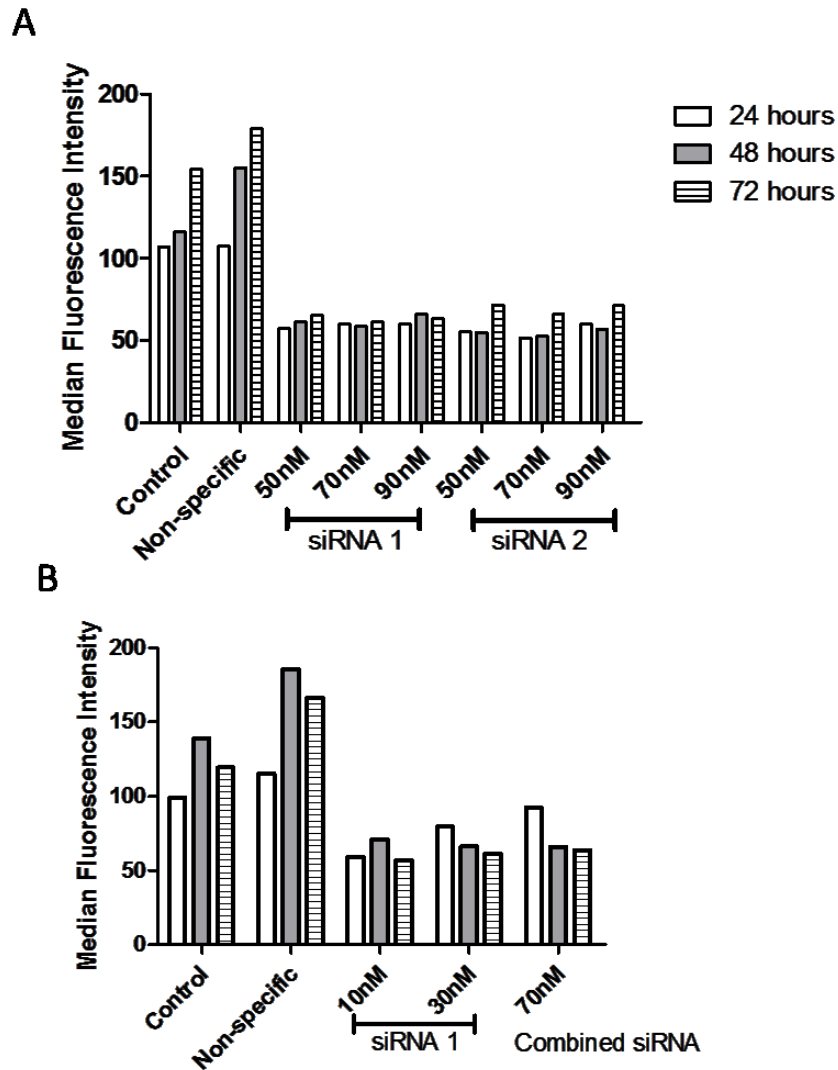 A
Median Fluorescence Intensity
200
150
100
50
0
24 hours
48 hours
72 hours
Control
Non-specific
50nM
70nM
90nM
50nM
70nM
90nM
siRNA 1
siRNA 2
B
Median Fluorescence Intensity
200
150
100
50
0
Control
Non-specific
10nM
30nM
70nM
siRNA 1
Combined siRNA